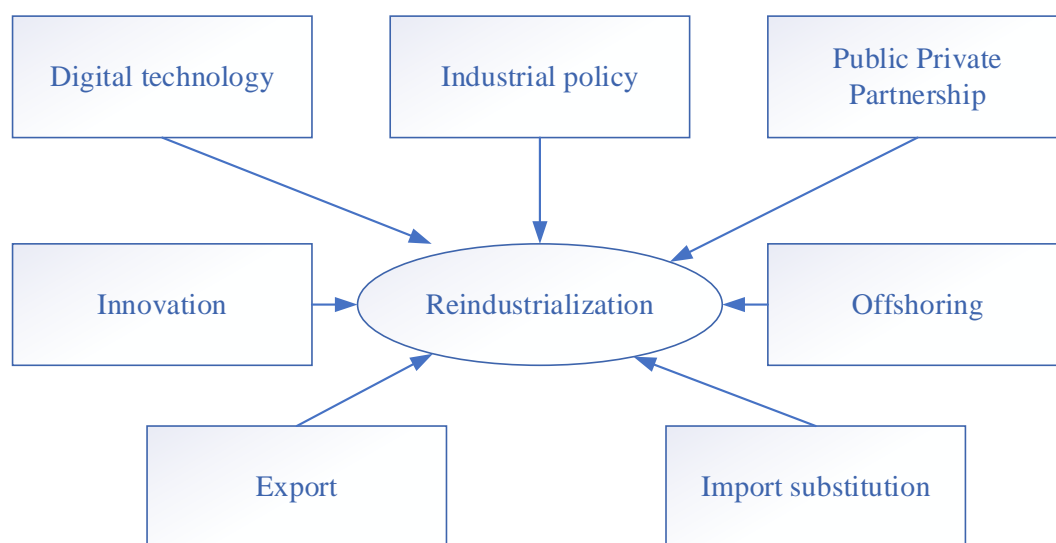 Digital technology
Industrial policy
Public Private
Partnership
Innovation
Reindustrialization
Offshoring
Export
Import substitution